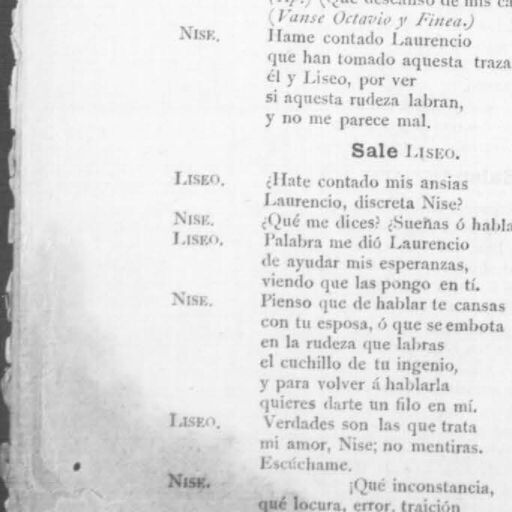 (Ap.) (Qué descanso de mis
(Vanse Octavio y Finea.)
NISE. Hame contado Laurencio
que han tomado aquesta traza
él y Liseo, por ver
si aquesta rudeza labran,
y no me parece mal.
Sale LISEO.
LISEO. ¿Hate contado mis ansias
Laurencio, discreta Nise?
NISE. ¿Qué me dices? ¿Sueñas ó habla
LISEO. Palabra me dió Laurencio
de ayudar mis esperanzas,
viendo que las pongo en tí.
NISE. Pienso que de hablar te cansas
con tu esposa, ó que se embota
en la rudeza que labras
el cuchillo de tu ingenio,
y para volver á hablarla
quieres darte un filo en mí.
LISEO. Verdades son las que trata
mi amor, Nise; no mentiras.
Escúchame.
NISE. ¡Qué inconstancia,
qué locura, error, traición